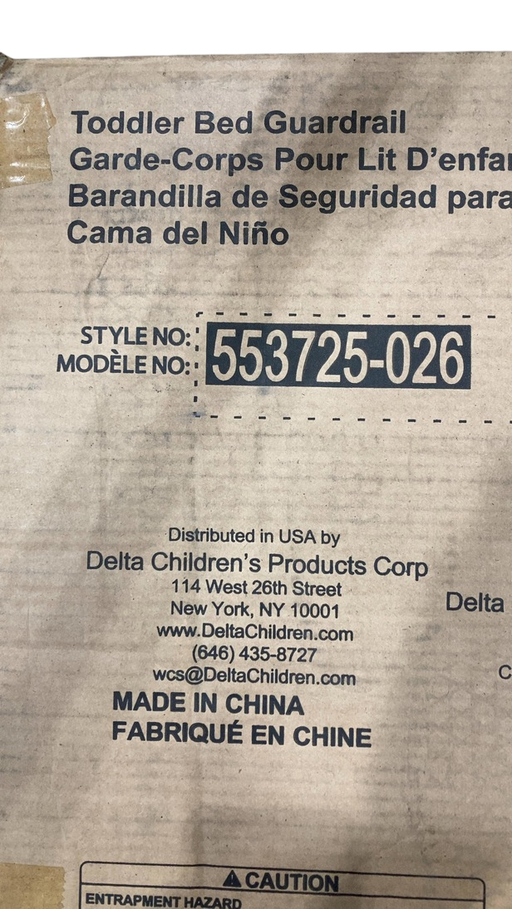 Toddler Bed Guardrail
Garde-Corps Pour Lit D'enfa
Barandilla de Seguridad para
Cama del Niño
STYLE NO:
MODÈLE NO:
553725-026
Distributed in USA by
Delta Children's Products Corp
114 West 26th Street
New York, NY 10001
www.DeltaChildren.com
(646) 435-8727
wcs@DeltaChildren.com
MADE IN CHINA
FABRIQUÉ EN CHINE
Delta
C
CAUTION
ENTRAPMENT HAZARD